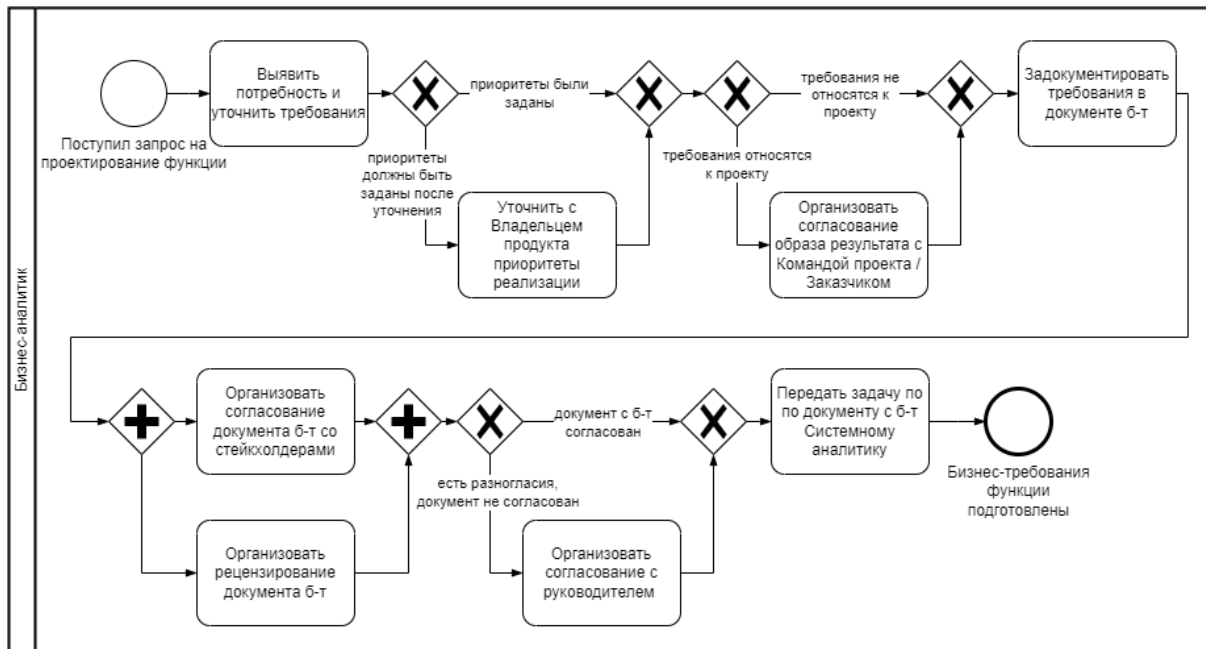 Бизнес-аналитик
Поступил запрос на
проектирование функции
Выявить
потребность и
уточнить требования
приоритеты были
заданы
приоритеты
должны быть
заданы после
уточнения
Уточнить с
Владельцем
продукта
приоритеты
реализации
требования не
относятся к
проекту
требования относятся
к проекту
Организовать
согласование
образа результата с
Командой проекта /
Заказчиком
Задокументировать
требования в
документе б-т
Организовать
согласование
документа б-т со
стейкхолдерами
Организовать
рецензирование
документа б-т
документ с б-т
согласован
есть разногласия,
документ не согласован
Организовать
согласование с
руководителем
Передать задачу по
по документу с б-т
Системному
аналитику
Бизнес-требования
функции
подготовлены